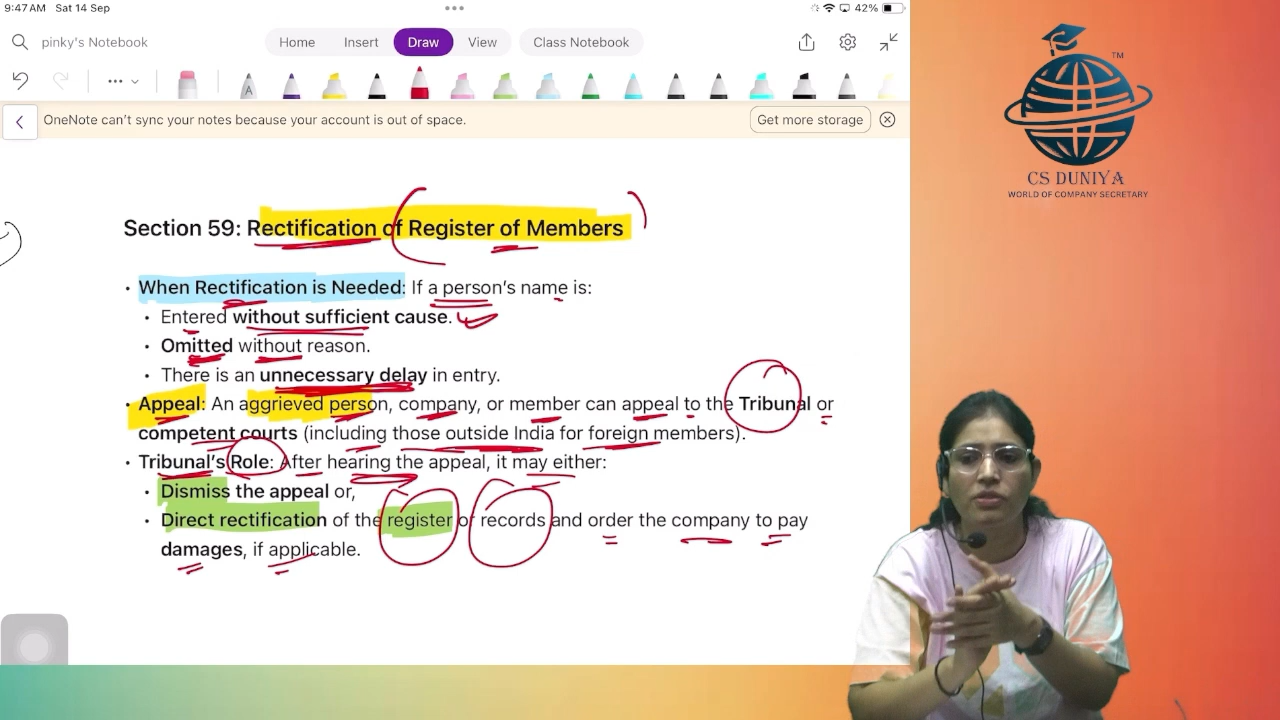 9:47 AM Sat 14 Sep
42%
pinky's Notebook
Home Insert Draw View Class Notebook
A
OneNote can't sync your notes because your account is out of space.
Get more storage
TM
CS DUNIYA
WORLD OF COMPANY SECRETARY
Section 59: Rectification of Register of Members
• When Rectification is Needed: If a person's name is:
• Entered without sufficient cause.
• Omitted without reason.
• There is an unnecessary delay in entry.
• Appeal: An aggrieved person, company, or member can appeal to the Tribunal or
competent courts (including those outside India for foreign members).
• Tribunal's Role: After hearing the appeal, it may either:
• Dismiss the appeal or,
• Direct rectification of the register or records and order the company to pay
damages, if applicable.